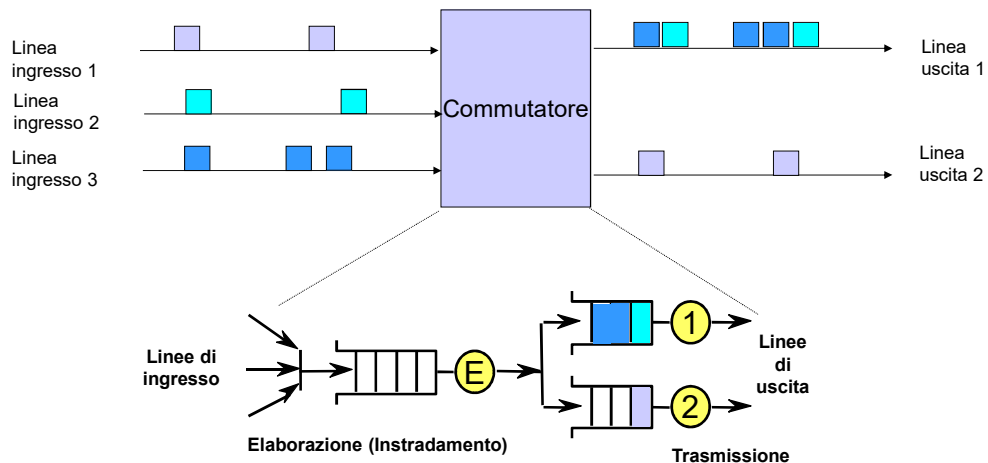 Linea
ingresso 1
Linea
ingresso 2
Linea
ingresso 3
Commutatore
Linea
uscita 1
Linea
uscita 2
Linee di
ingresso
E
1
2
Linee
di
uscita
Elaborazione (Instradamento)
Trasmissione